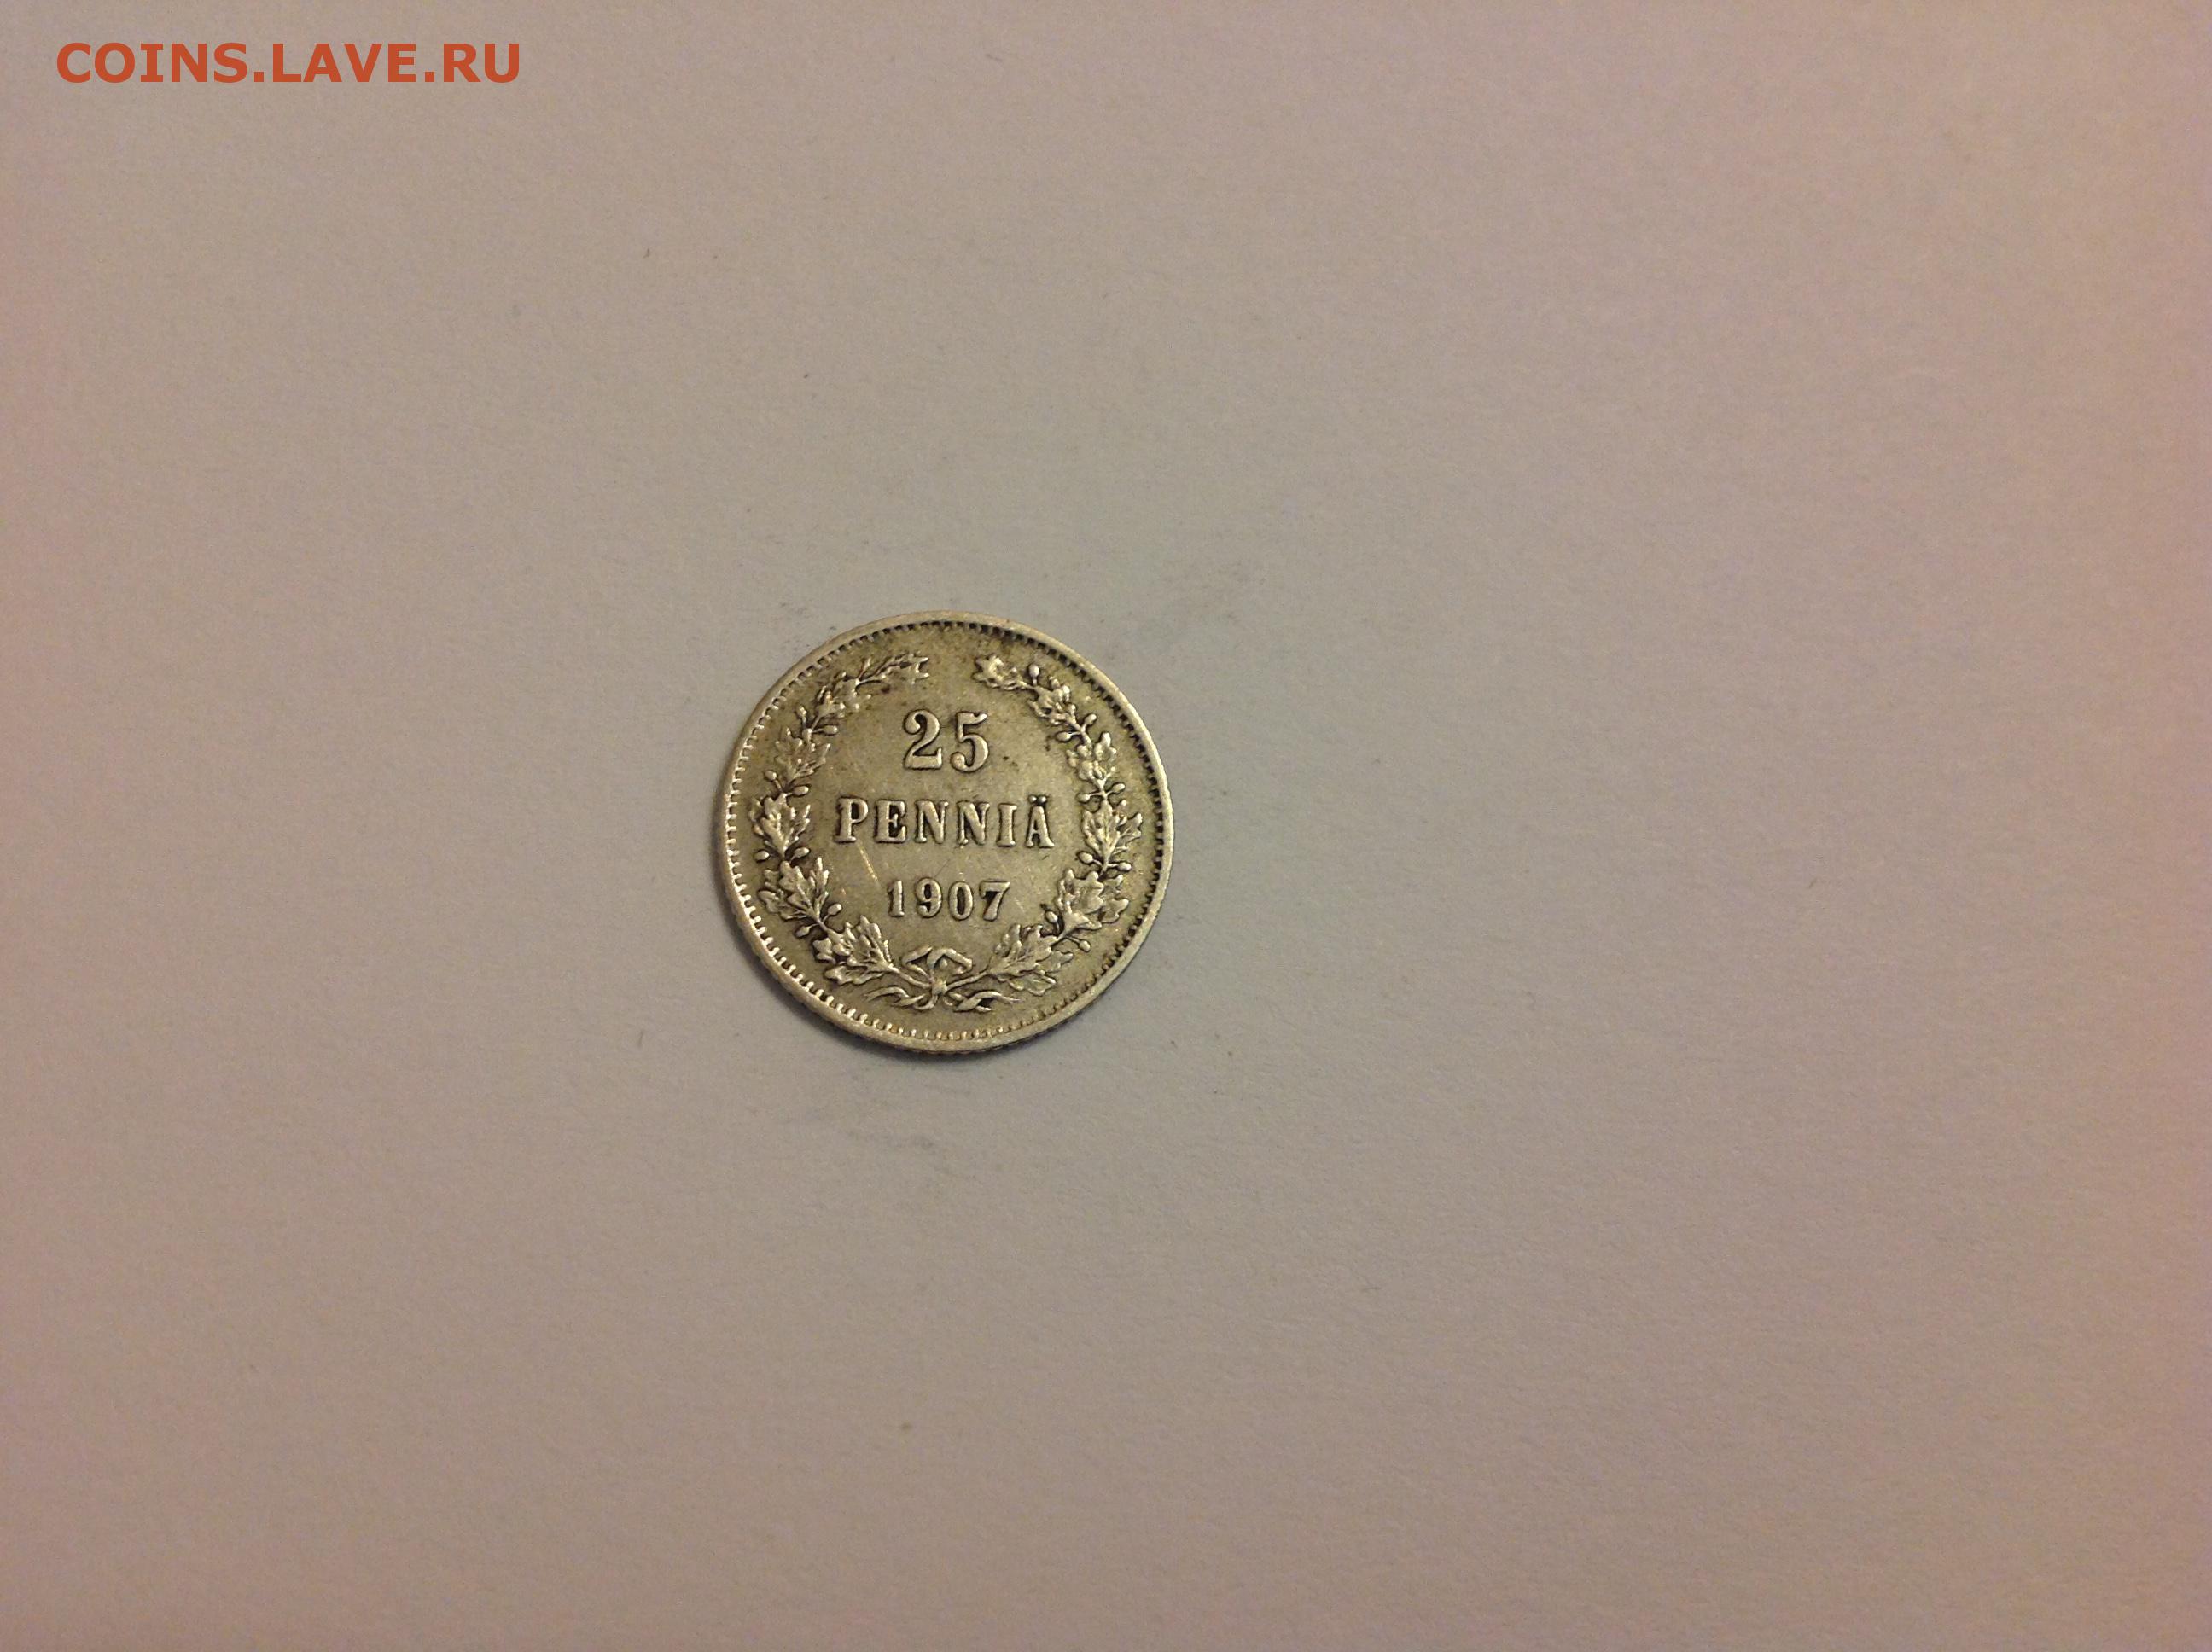 COINS.LAVE.RU
25
PENNIÄ
1907